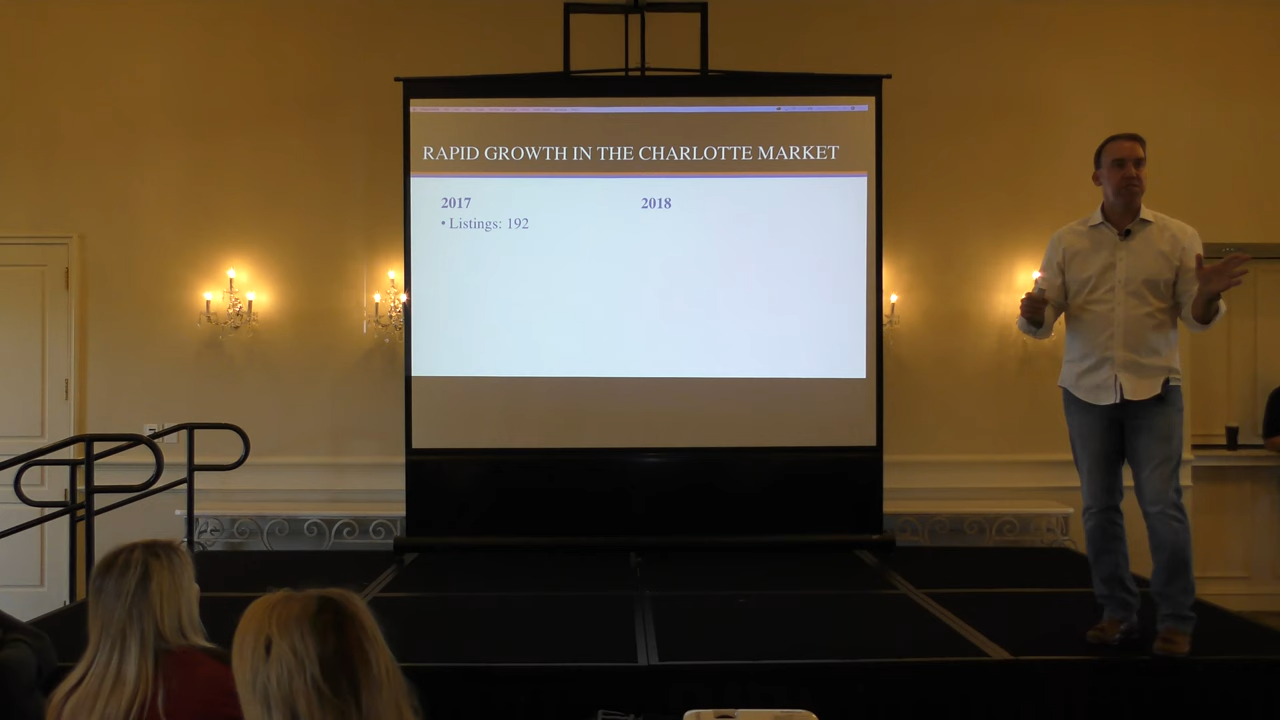 RAPID GROWTH IN THE CHARLOTTE MARKET
2017
2018
• Listings: 192